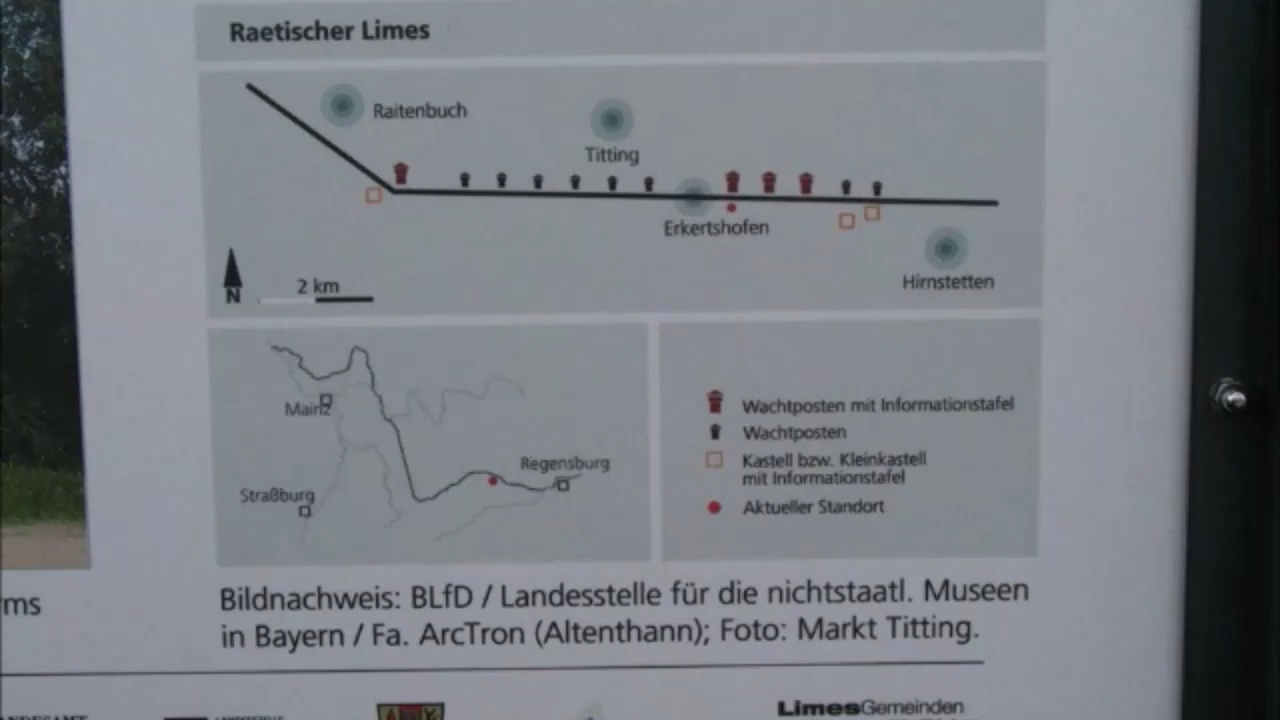 Raetischer Limes
Raitenbuch
Titting
Erkertshofen
Hirnstetten
N
2 km
Mainz
Regensburg
Straßburg
Wachtposten mit Informationstafel
Wachtposten
Kastell bzw. Kleinkastell
mit Informationstafel
Aktueller Standort
Bildnachweis: BLfD / Landesstelle für die nichtstaatl. Museen
in Bayern / Fa. ArcTron (Altenthann); Foto: Markt Titting.
rms
LimesGemeinden